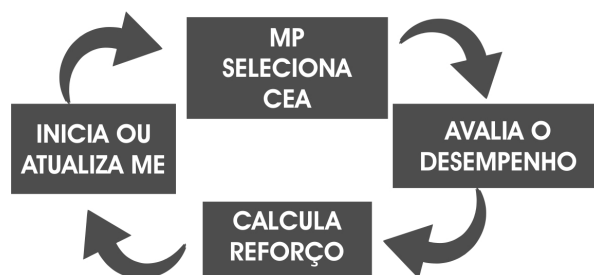 MP
SELECIONA
CEA
INICIA OU
ATUALIZA ME
AVALIA O
DESEMPENHO
CALCULA
REFORÇO